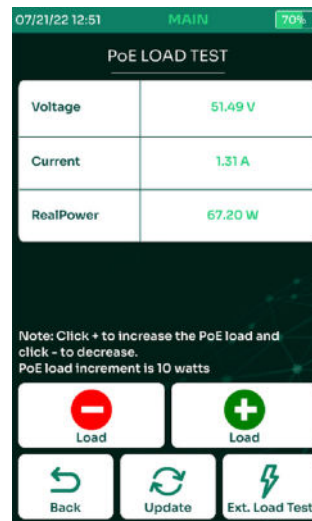 07/21/22 12:51 MAIN 70%
PoE LOAD TEST
Voltage 51.49 V
Current 1.31 A
RealPower 67.20 W
Note: Click + to increase the PoE load and
click - to decrease.
PoE load increment is 10 watts
Load Load
Back Update Ext. Load Test